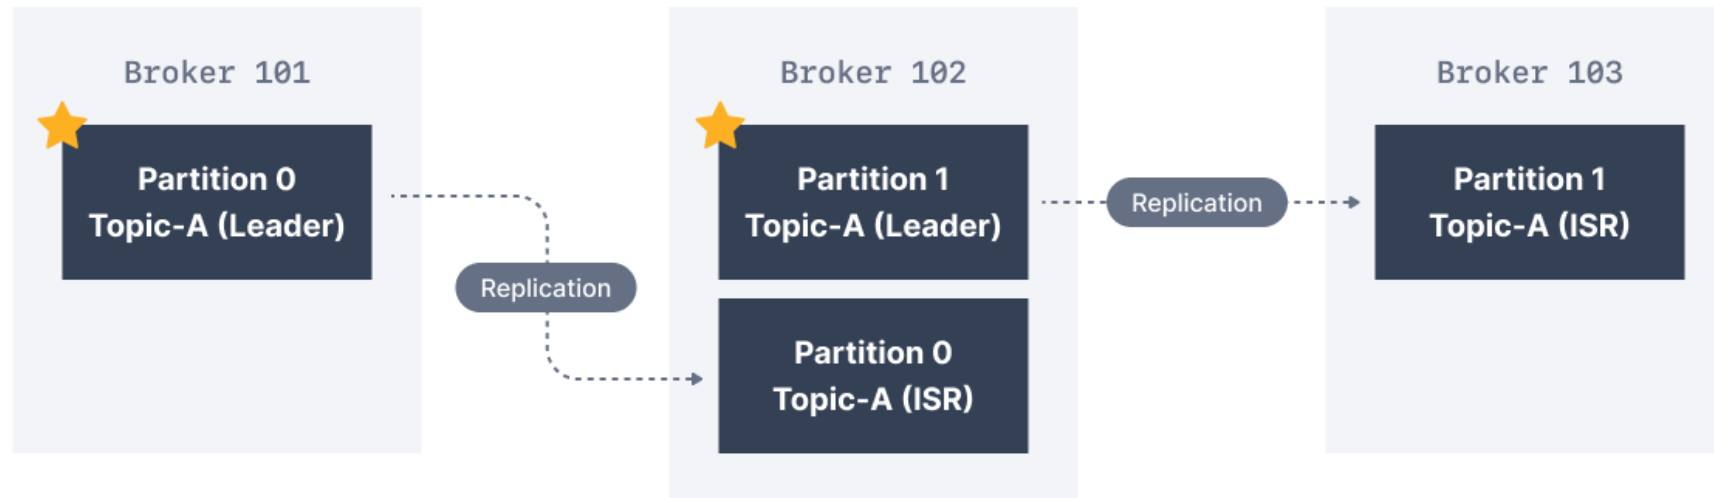 Broker 101
Partition 0
Topic-A (Leader)
Replication
Broker 102
Partition 1
Topic-A (Leader)
Partition 0
Topic-A (ISR)
Replication
Broker 103
Partition 1
Topic-A (ISR)